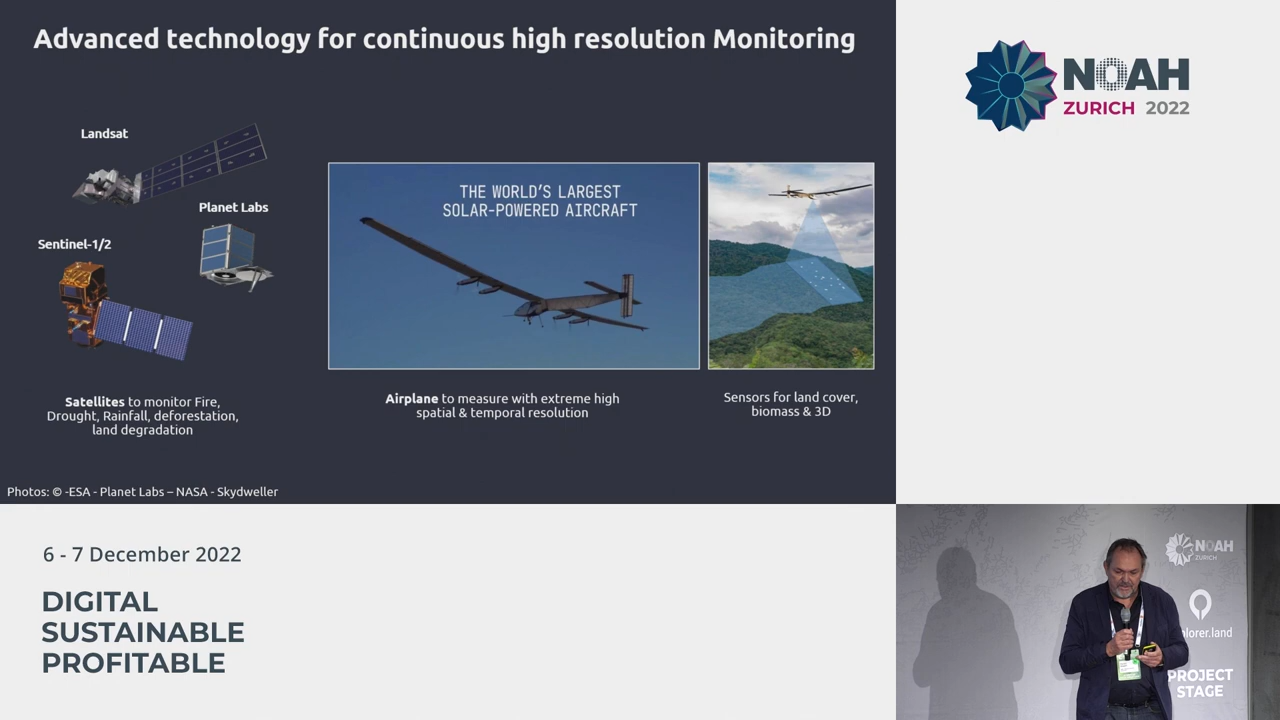 Advanced technology for continuous high resolution Monitoring
Landsat
Planet Labs
Sentinel-1/2
THE WORLD'S LARGEST
SOLAR-POWERED AIRCRAFT
Satellites to monitor Fire,
Drought, Rainfall, deforestation,
land degradation
Airplane to measure with extreme high
spatial & temporal resolution
Sensors for land cover,
biomass & 3D
Photos: © -ESA - Planet Labs – NASA - Skydweller
NOAH
ZURICH 2022
6 - 7 December 2022
DIGITAL
SUSTAINABLE
PROFITABLE
NOAH
ZURICH
plorer.land
PROJECT
STAGE